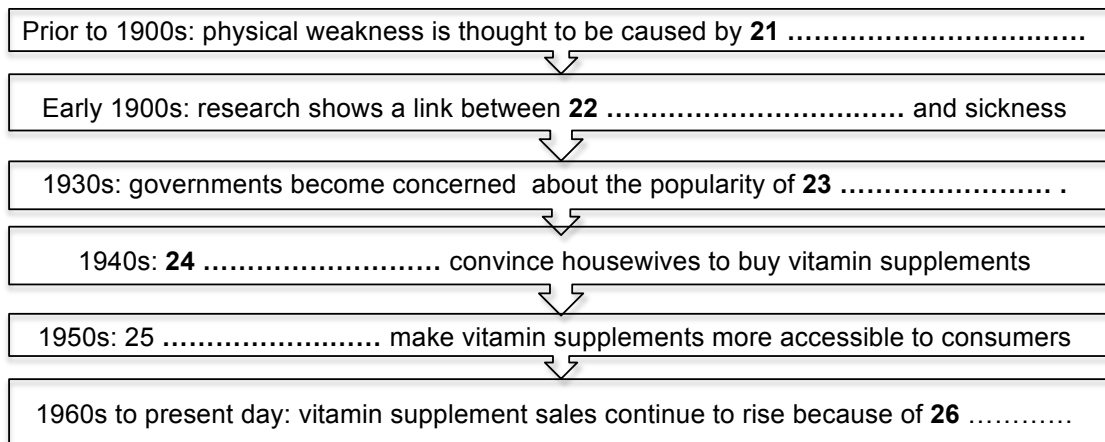 Prior to 1900s: physical weakness is thought to be caused by 21 ……………………………….
Early 1900s: research shows a link between 22 ……………………………… and sickness
1930s: governments become concerned  about the popularity of 23 …………………… .
1940s: 24 ……………………… convince housewives to buy vitamin supplements
1950s: 25 …………………… make vitamin supplements more accessible to consumers
1960s to present day: vitamin supplement sales continue to rise because of 26 …………